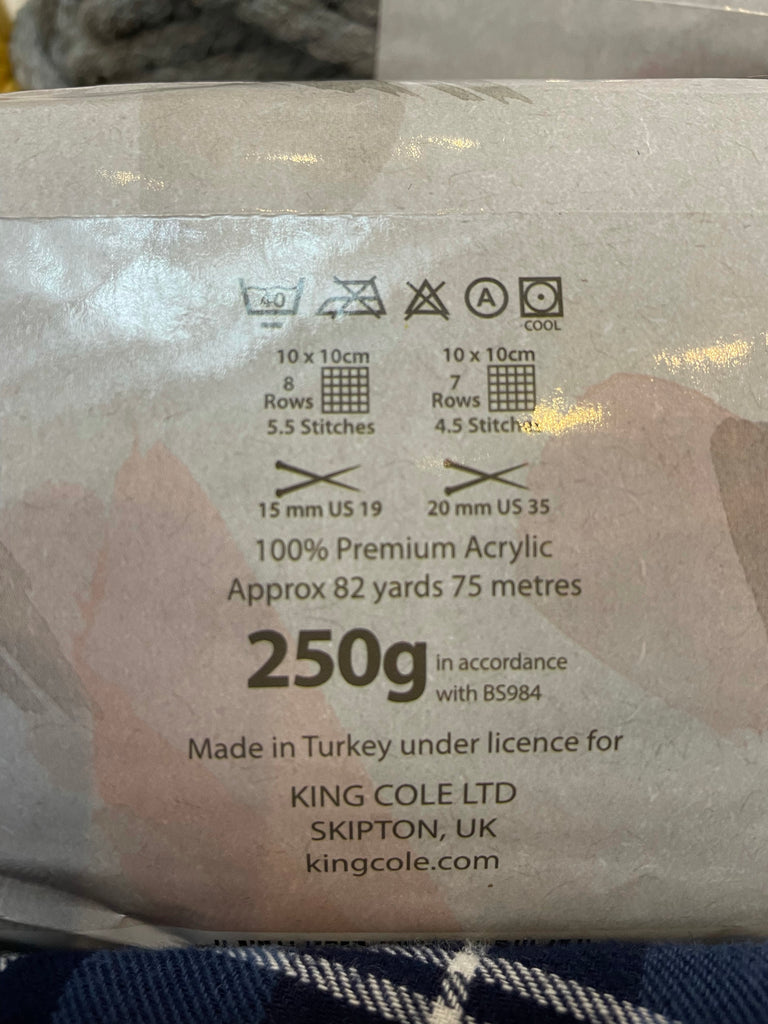 40
A
COOL
10 x 10cm
8
Rows
5.5 Stitches
10 x 10cm
7
Rows
4.5
15 mm US 19
20 mm US 35
100% Premium Acrylic
Approx 82 yards 75 metres
250g in accordance
with BS984
Made in Turkey under licence for
KING COLE LTD
SKIPTON, UK
kingcole.com